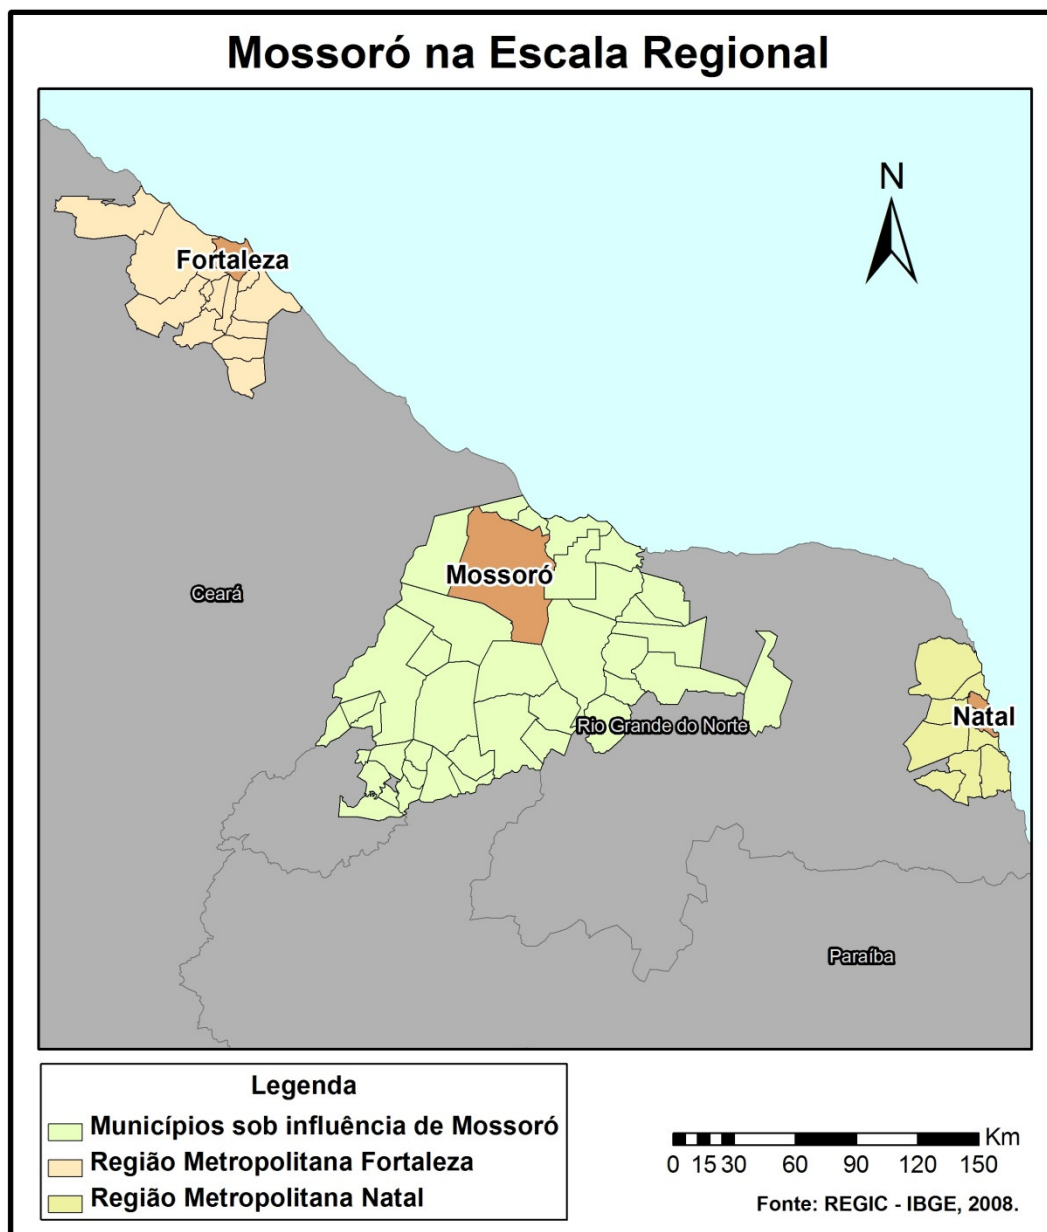 Mossoró na Escala Regional
N
Fortaleza
Mossoró
Ceará
Natal
Rio Grande do Norte
Paraíba
Legenda
Municípios sob influência de Mossoró
Região Metropolitana Fortaleza
Região Metropolitana Natal
Km
0 15 30 60 90 120 150
Fonte: REGIC - IBGE, 2008.